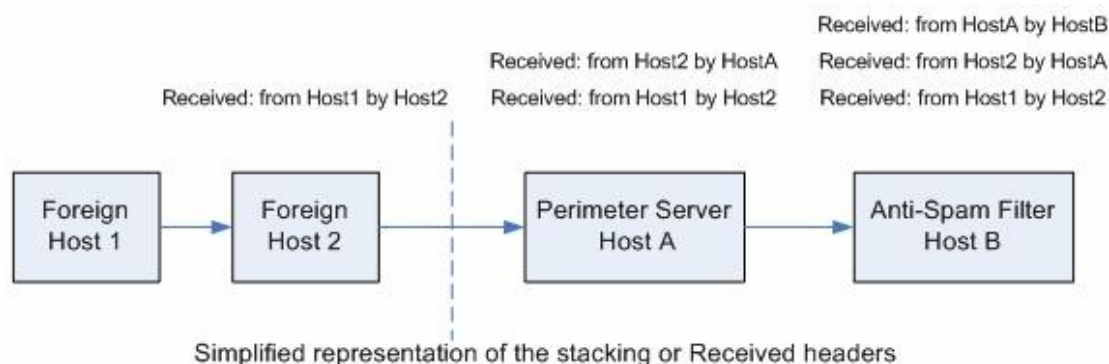 Received: from HostA by HostB
Received: from Host2 by HostA
Received: from Host2 by HostA
Received: from Host1 by Host2
Received: from Host1 by Host2
Received: from Host1 by Host2
Foreign
Host 1
Foreign
Host 2
Perimeter Server
Host A
Anti-Spam Filter
Host B
Simplified representation of the stacking or Received headers